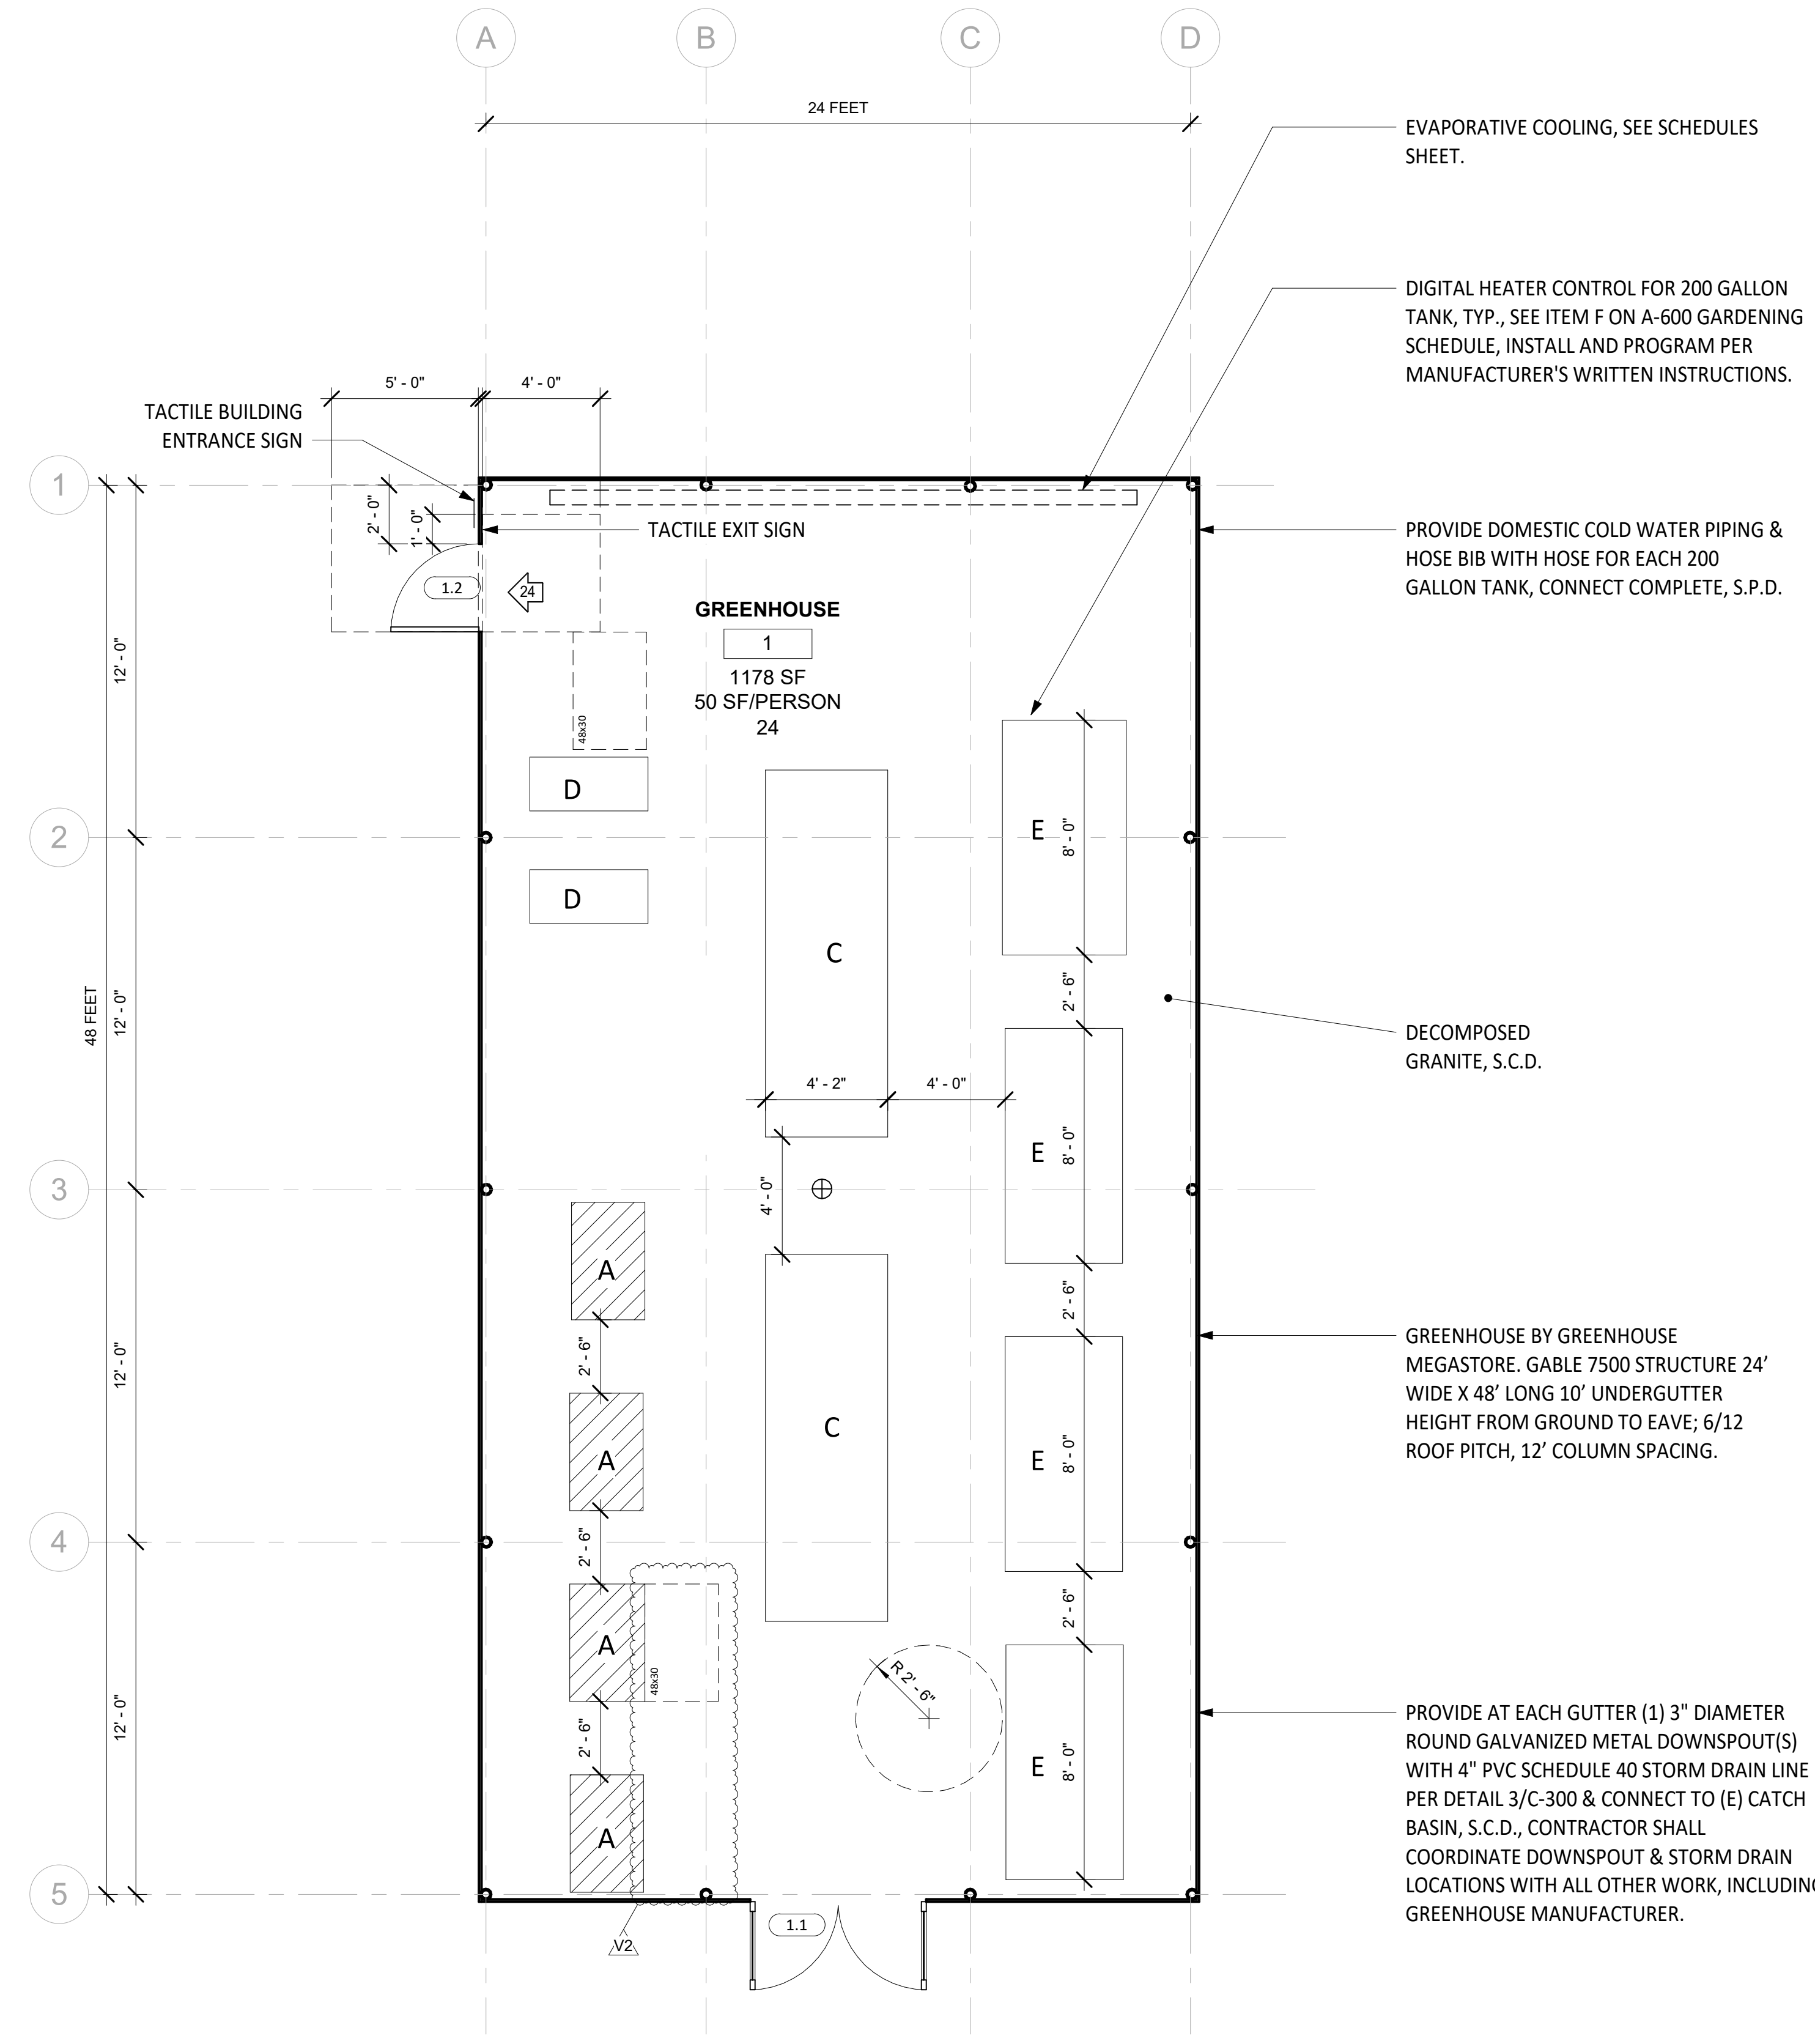 A
B
C
D
24 FEET
EVAPORATIVE COOLING, SEE SCHEDULES
SHEET.
DIGITAL HEATER CONTROL FOR 200 GALLON
TANK, TYP., SEE ITEM F ON A-600 GARDENING
SCHEDULE, INSTALL AND PROGRAM PER
MANUFACTURER'S WRITTEN INSTRUCTIONS.
5' - 0"
4' - 0"
TACTILE BUILDING
ENTRANCE SIGN
1
2' - 0"
1' - 0"
TACTILE EXIT SIGN
PROVIDE DOMESTIC COLD WATER PIPING &
HOSE BIB WITH HOSE FOR EACH 200
GALLON TANK, CONNECT COMPLETE, S.P.D.
1.2
24
GREENHOUSE
1
1178 SF
50 SF/PERSON
24
12' - 0"
48x30
D
2
E
8' - 0"
D
C
48 FEET
12' - 0"
2' - 6"
DECOMPOSED
GRANITE, S.C.D.
4' - 2"
4' - 0"
E
8' - 0"
3
4' - 0"
A
2' - 6"
GREENHOUSE BY GREENHOUSE
MEGASTORE. GABLE 7500 STRUCTURE 24'
WIDE X 48' LONG 10' UNDERGUTTER
HEIGHT FROM GROUND TO EAVE; 6/12
ROOF PITCH, 12' COLUMN SPACING.
12' - 0"
2' - 6"
C
A
E
8' - 0"
4
2' - 6"
2' - 6"
A
48x30
R 2' - 6"
12' - 0"
2' - 6"
E
8' - 0"
A
PROVIDE AT EACH GUTTER (1) 3" DIAMETER
ROUND GALVANIZED METAL DOWNSPOUT(S)
WITH 4" PVC SCHEDULE 40 STORM DRAIN LINE
PER DETAIL 3/C-300 & CONNECT TO (E) CATCH
BASIN, S.C.D., CONTRACTOR SHALL
COORDINATE DOWNSPOUT & STORM DRAIN
LOCATIONS WITH ALL OTHER WORK, INCLUDING
GREENHOUSE MANUFACTURER.
5
1.1
V2